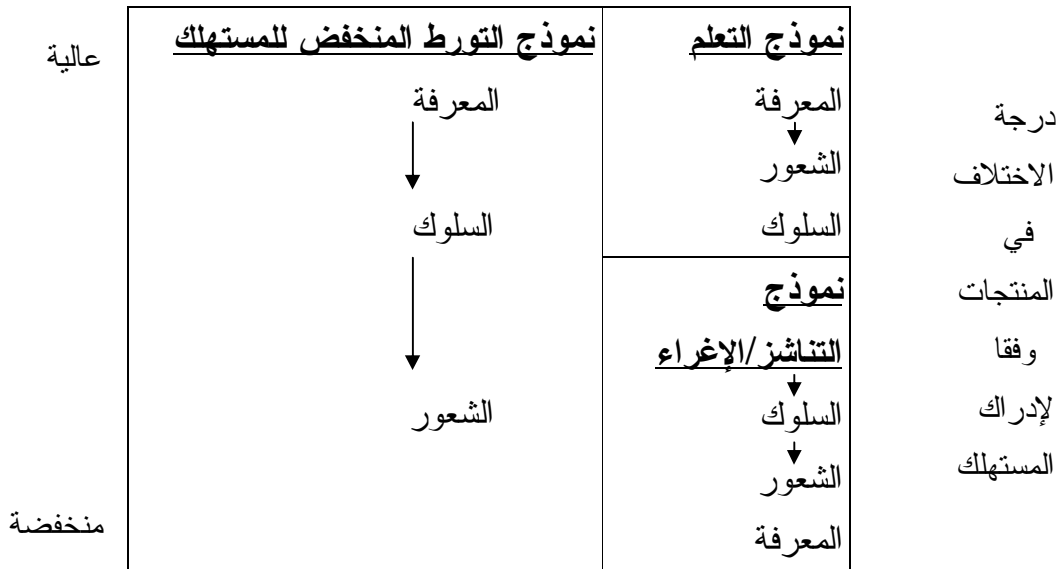 عالية
درجة
الاختلاف
في
المنتجات
وفقا
لإدراك
المستهلك
نموذج التعلم
المعرفة
الشعور
السلوك
نموذج
التناشز/الإغراء
السلوك
الشعور
المعرفة
نموذج التورط المنخفض للمستهلك
المعرفة
السلوك
الشعور
منخفضة